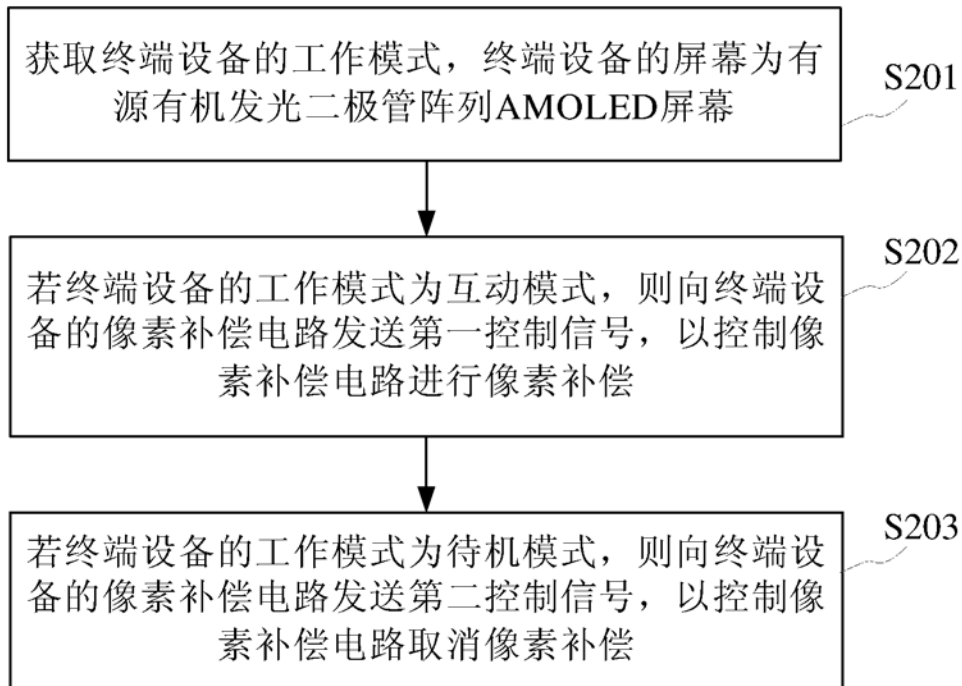 获取终端设备的工作模式，终端设备的屏幕为有
源有机发光二极管阵列AMOLED屏幕
S201
若终端设备的工作模式为互动模式，则向终端设
备的像素补偿电路发送第一控制信号，以控制像
素补偿电路进行像素补偿
S202
若终端设备的工作模式为待机模式，则向终端设
备的像素补偿电路发送第二控制信号，以控制像
素补偿电路取消像素补偿
S203